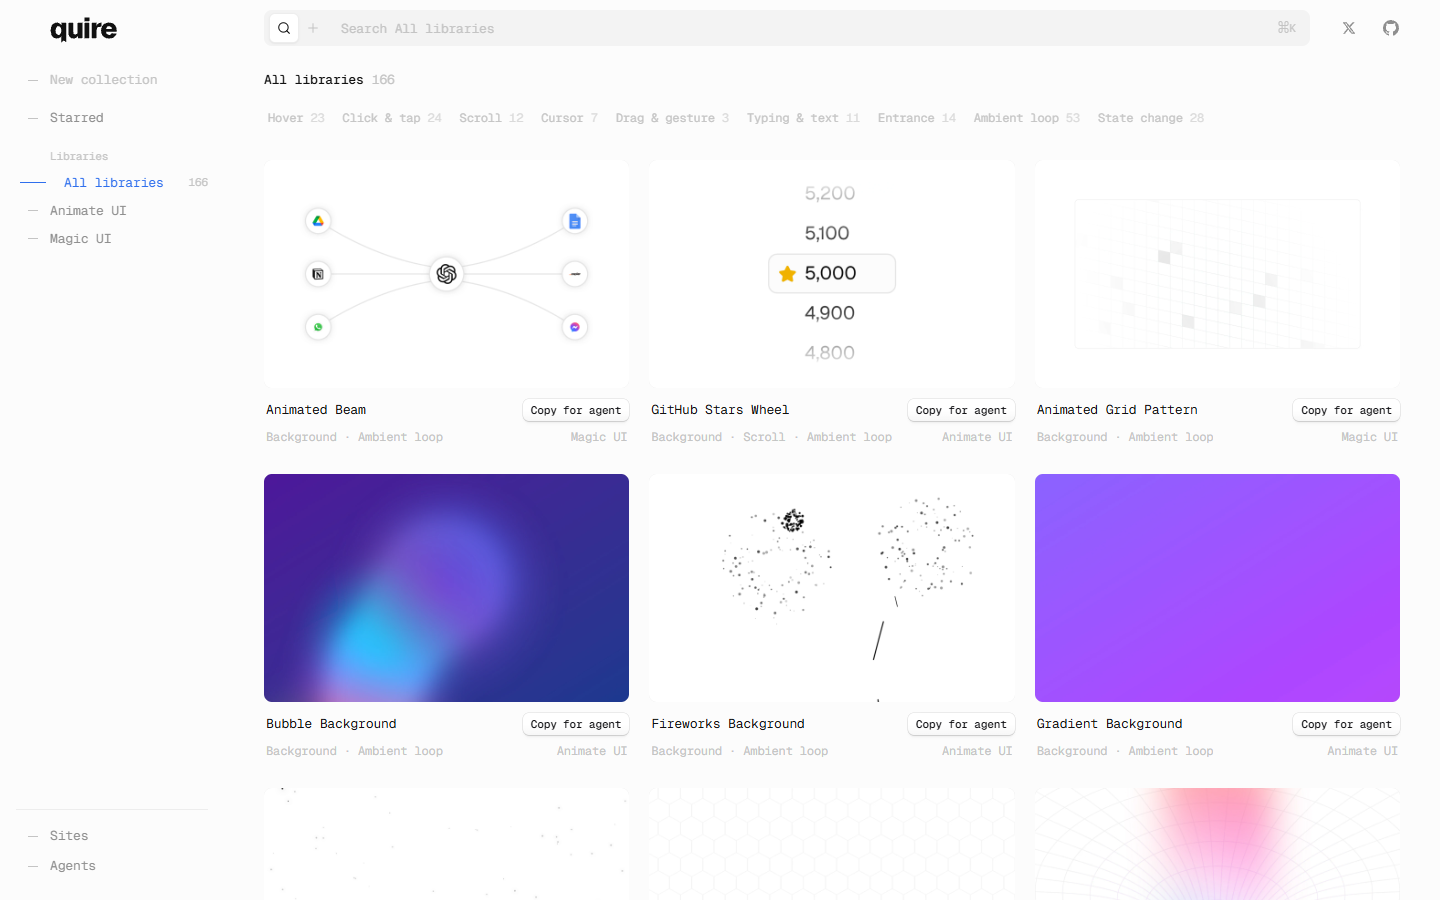 quire
Search All libraries
⌘K
New collection
Starred
Libraries
All libraries 166
Animate UI
Magic UI
Sites
Agents
All libraries 166
Hover 23 Click & tap 24 Scroll 12 Cursor 7 Drag & gesture 3 Typing & text 11 Entrance 14 Ambient loop 53 State change 28
N
5,200
5,100
5,000
4,900
4,800
Animated Beam Copy for agent
Background · Ambient loop Magic UI
GitHub Stars Wheel Copy for agent
Background · Scroll · Ambient loop Animate UI
Animated Grid Pattern Copy for agent
Background · Ambient loop Magic UI
Bubble Background Copy for agent
Background · Ambient loop Animate UI
Fireworks Background Copy for agent
Background · Ambient loop Animate UI
Gradient Background Copy for agent
Background · Ambient loop Animate UI